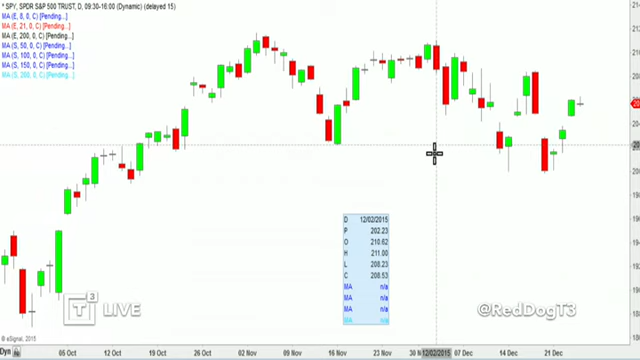 * SPY, SPDR S&P 500 TRUST, D, 09:30-16:00 (Dynamic) (delayed 15)
MA (E, 8, 0, C) [Pending...]
MA (E, 21, 0, C) [Pending...]
MA (E, 200, 0, C) [Pending...]
MA (S, 50, 0, C) [Pending...]
MA (S, 100, 0, C) [Pending...]
MA (S, 150, 0, C) [Pending...]
MA (S, 200, 0, C) [Pending...]
D 12/02/2015
P 202.23
O 210.62
H 211.00
L 208.23
C 208.53
MA n/a
MA n/a
MA n/a
MA n/a
T3 LIVE
@RedDogT3
© eSignal, 2015
Dyn
05 Oct 12 Oct 19 Oct 26 Oct 02 Nov 09 Nov 16 Nov 23 Nov 30 Nov 12/02/2015 07 Dec 14 Dec 21 Dec